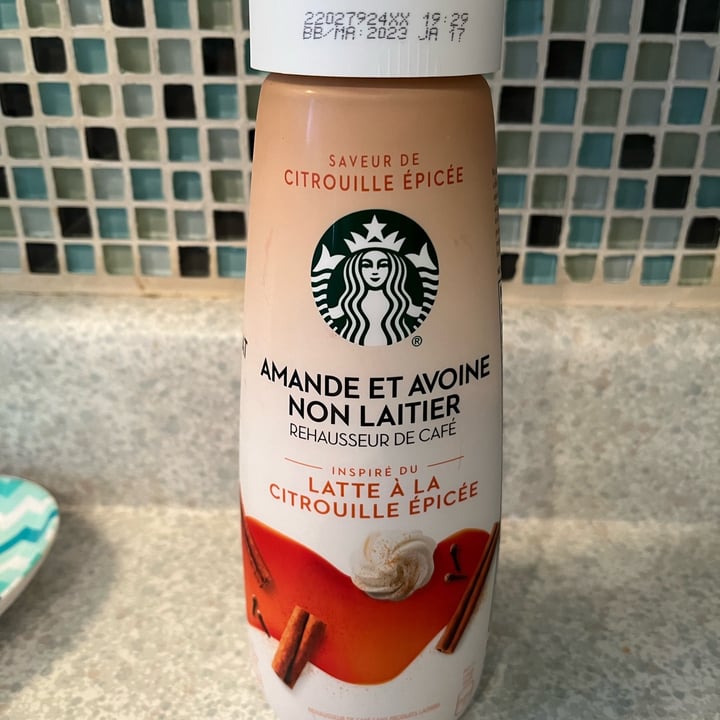 22027924XX 19:29
BB/MA:2023 JA 17
SAVEUR DE
CITROUILLE ÉPICÉE
®
AMANDE ET AVOINE
NON LAITIER
REHAUSSEUR DE CAFÉ
INSPIRÉ DU
LATTE À LA
CITROUILLE ÉPICÉE